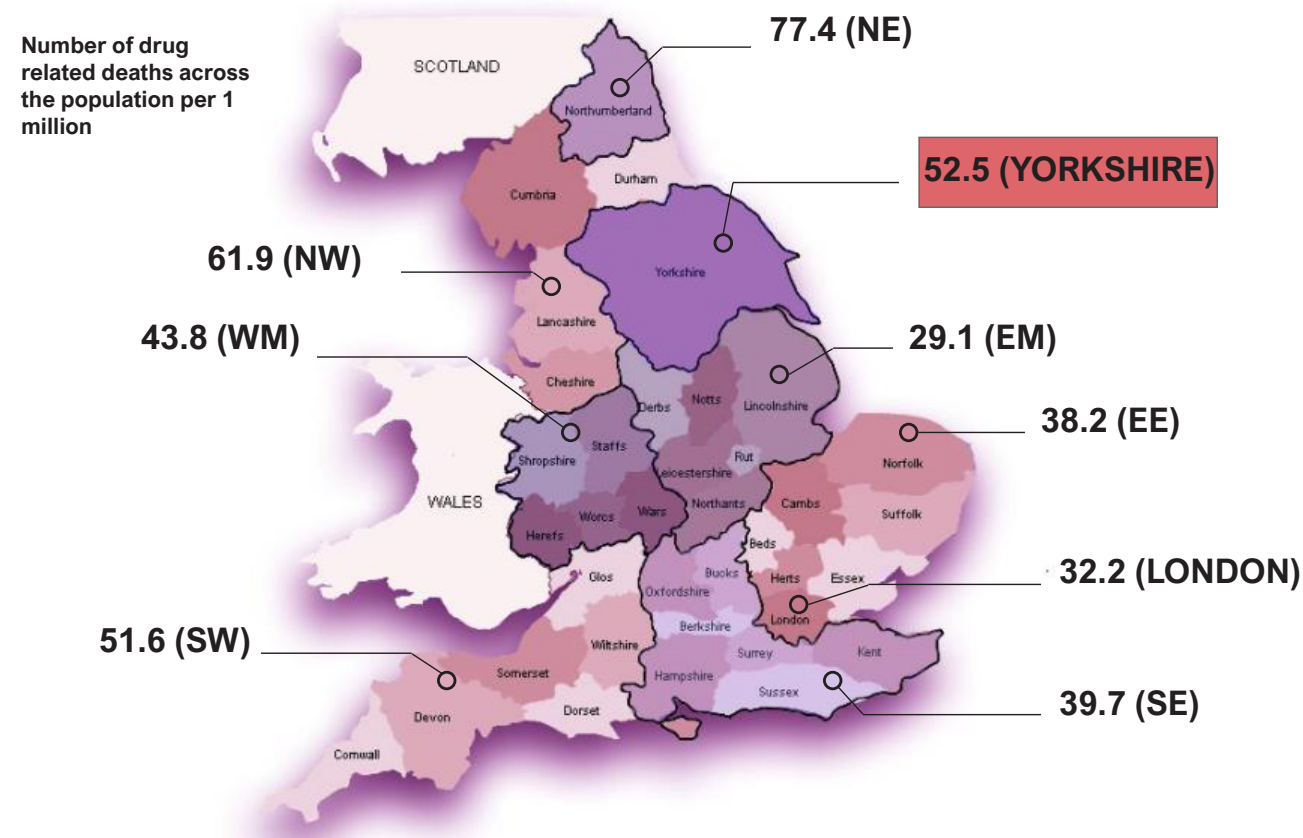 Number of drug
related deaths across
the population per 1
million
77.4 (NE)
SCOTLAND
Northumberland
52.5 (YORKSHIRE)
Durham
Cumbria
61.9 (NW)
Yorkshire
Lancashire
43.8 (WM)
29.1 (EM)
Cheshire
Derbs
Notts
Lincolnshire
38.2 (EE)
Staffs
Shropshire
Rut
Norfolk
Leicestershire
WALES
Northants
Cambs
Suffolk
Wars
Worcs
Herefs
Beds
Glos
Bucks
Herts
Essex
32.2 (LONDON)
Oxfordshire
London
Berkshire
51.6 (SW)
Wiltshire
Surrey
Kent
Somerset
Hampshire
Sussex
39.7 (SE)
Devon
Dorset
Cornwall